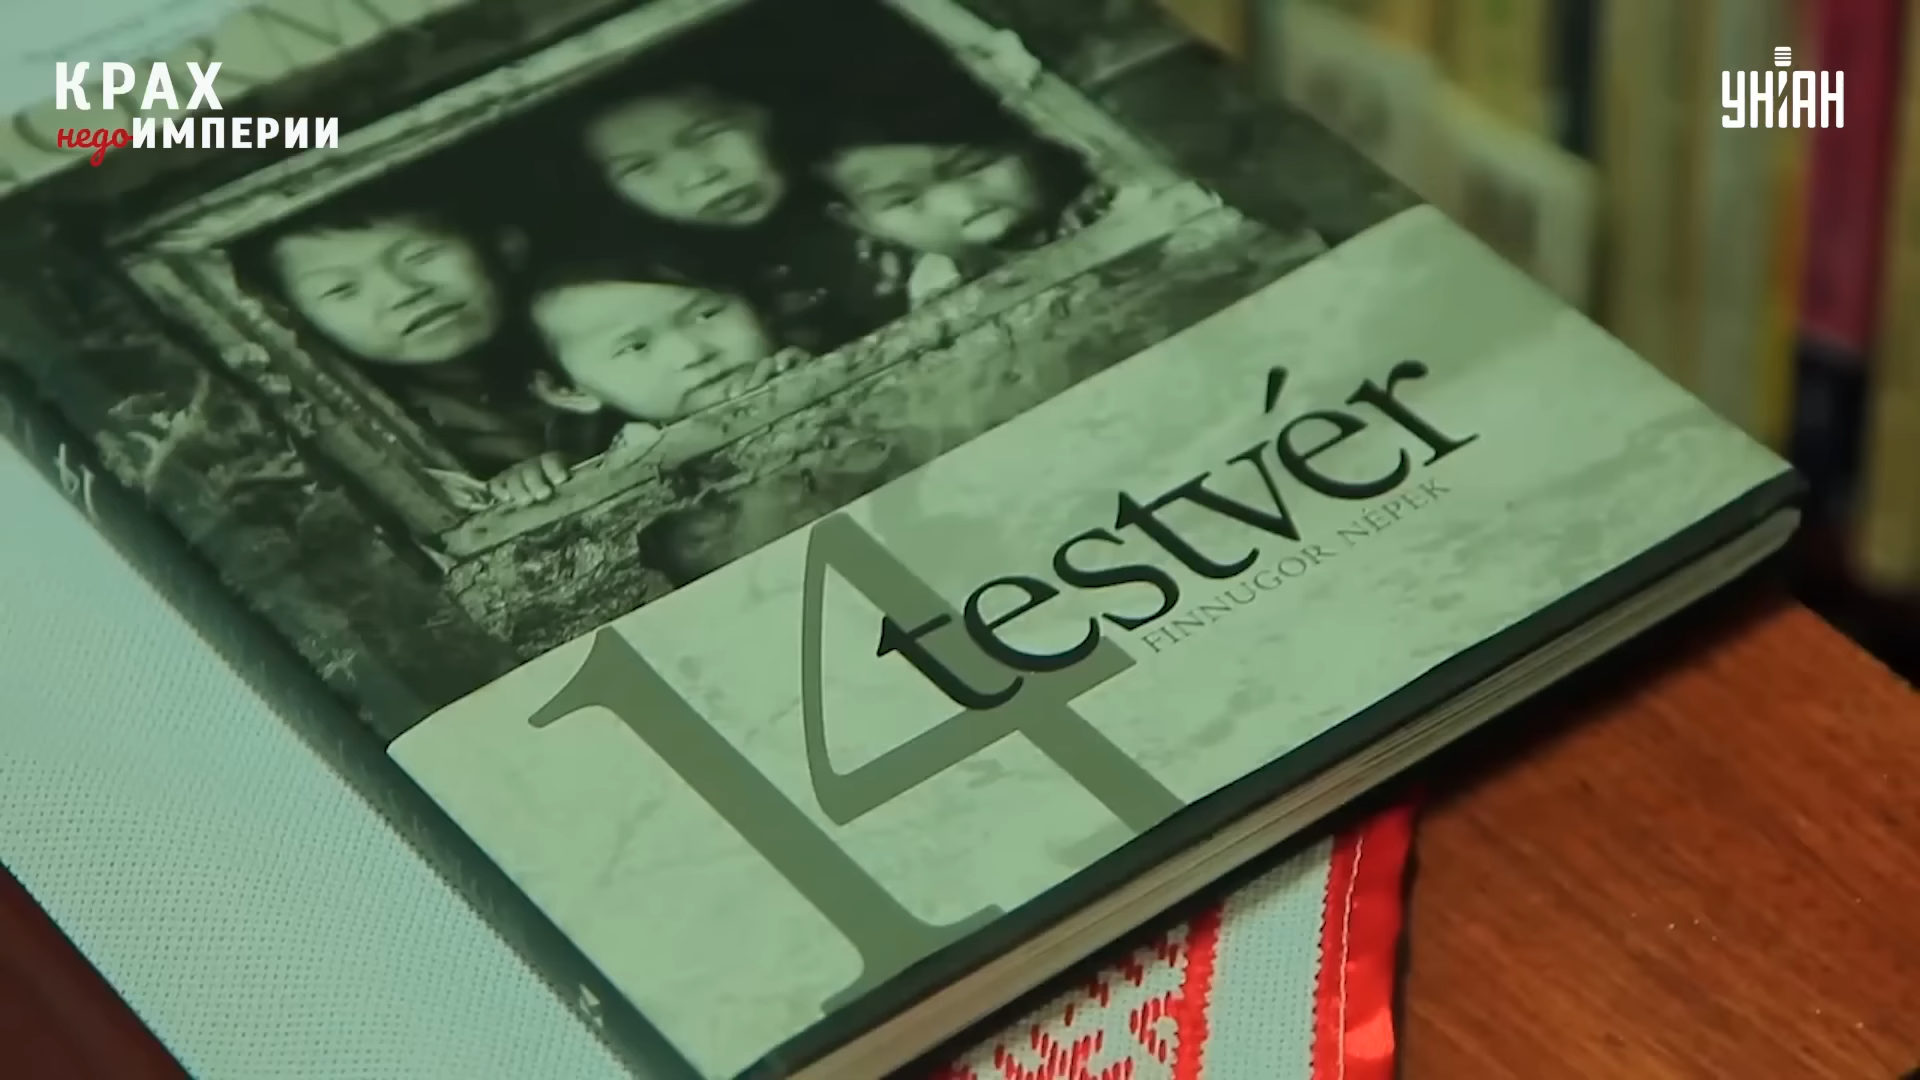 КРАХ
недоИМПЕРИИ
УНІАН
14 testvér
FINNUGOR NÉPEK